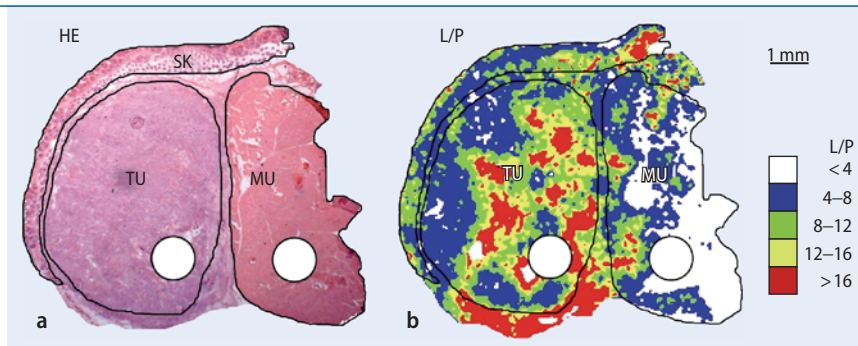 HE
SK
TU
MU
a
L/P
TU
MU
b
1 mm
L/P
< 4
4–8
8–12
12–16
> 16